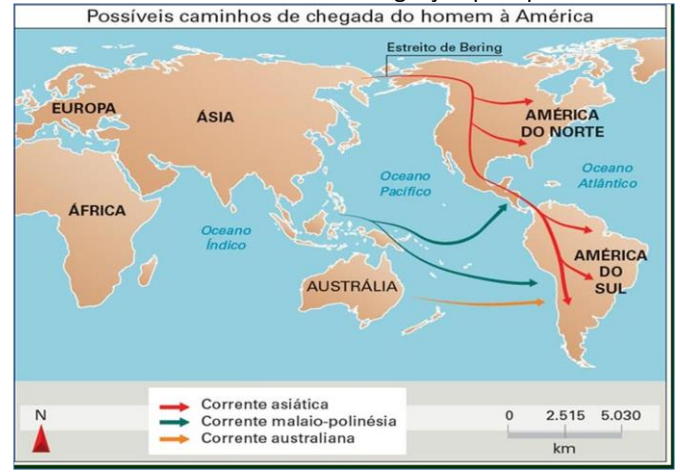 Possíveis caminhos de chegada do homem à América
Estreito de Bering
EUROPA
ÁSIA
AMÉRICA
DO NORTE
Oceano
Pacífico
Oceano
Atlântico
ÁFRICA
Oceano
Índico
AMÉRICA
DO
SUL
AUSTRÁLIA
Corrente asiática
Corrente malaio-polinésia
Corrente australiana
N
0 2.515 5.030
km